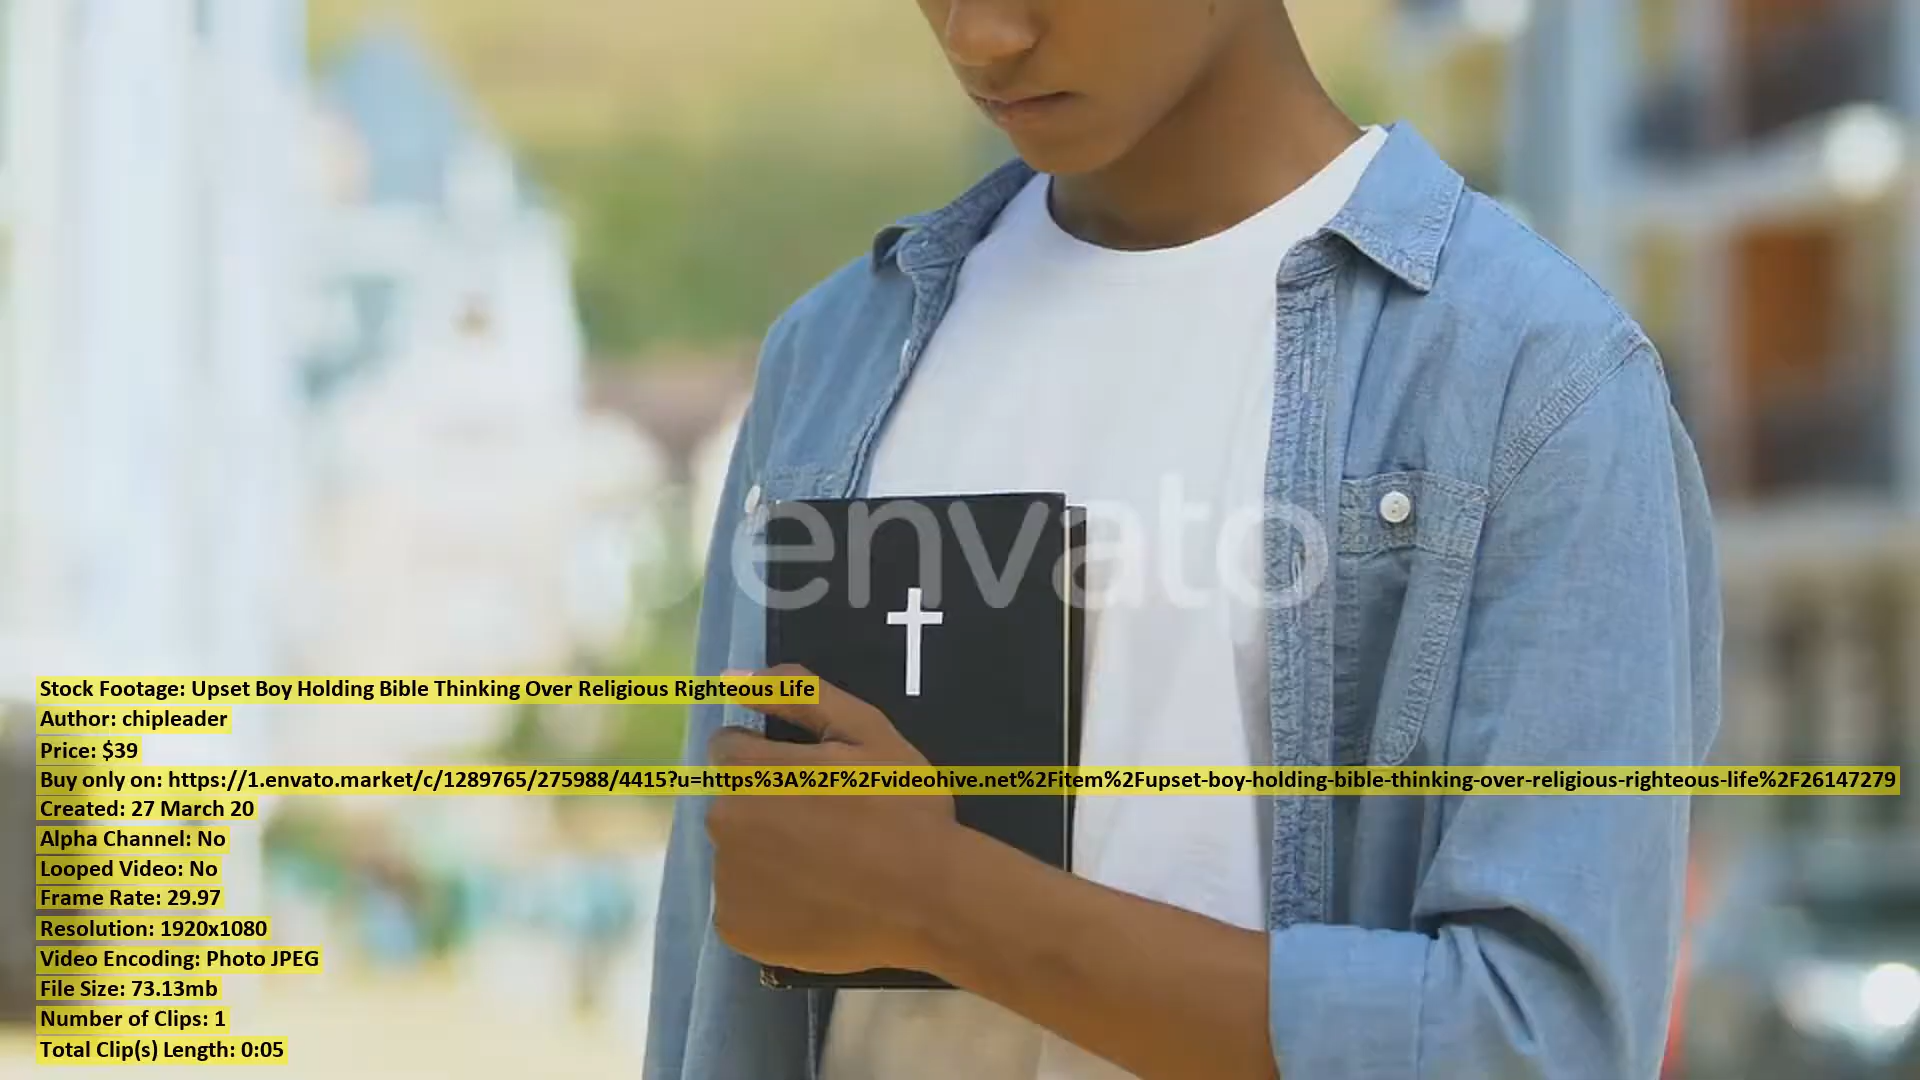 envato
Stock Footage: Upset Boy Holding Bible Thinking Over Religious Righteous Life
Author: chipleader
Price: $39
Buy only on: https://1.envato.market/c/1289765/275988/4415?u=https%3A%2F%2Fvideohive.net%2Fitem%2Fupset-boy-holding-bible-thinking-over-religious-righteous-life%2F26147279
Created: 27 March 20
Alpha Channel: No
Looped Video: No
Frame Rate: 29.97
Resolution: 1920x1080
Video Encoding: Photo JPEG
File Size: 73.13mb
Number of Clips: 1
Total Clip(s) Length: 0:05